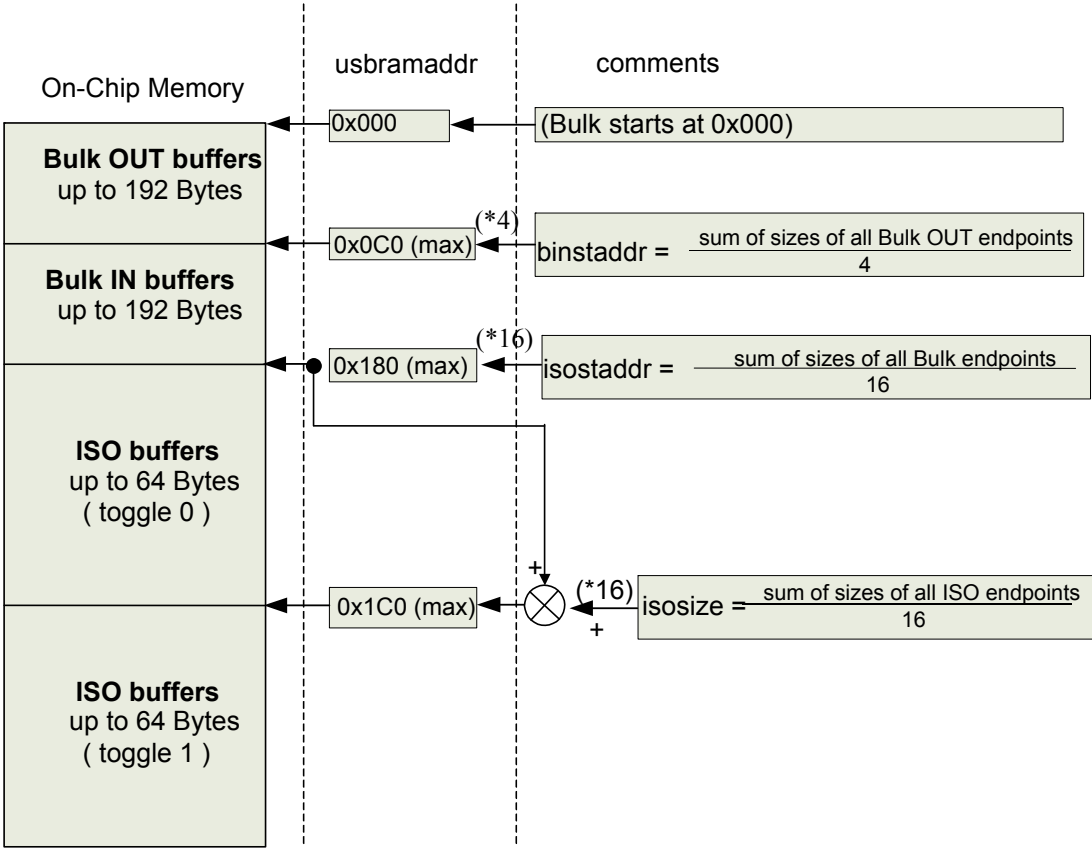 usbramaddr
comments
On-Chip Memory
0x000
(Bulk starts at 0x000)
Bulk OUT buffers
up to 192 Bytes
(*4)
0x0C0 (max)
binstaddr =
sum of sizes of all Bulk OUT endpoints
4
Bulk IN buffers
up to 192 Bytes
(*16)
0x180 (max)
isostaddr =
sum of sizes of all Bulk endpoints
16
ISO buffers
up to 64 Bytes
( toggle 0 )
+
(*16)
0x1C0 (max)
+
isosize =
sum of sizes of all ISO endpoints
16
ISO buffers
up to 64 Bytes
( toggle 1 )